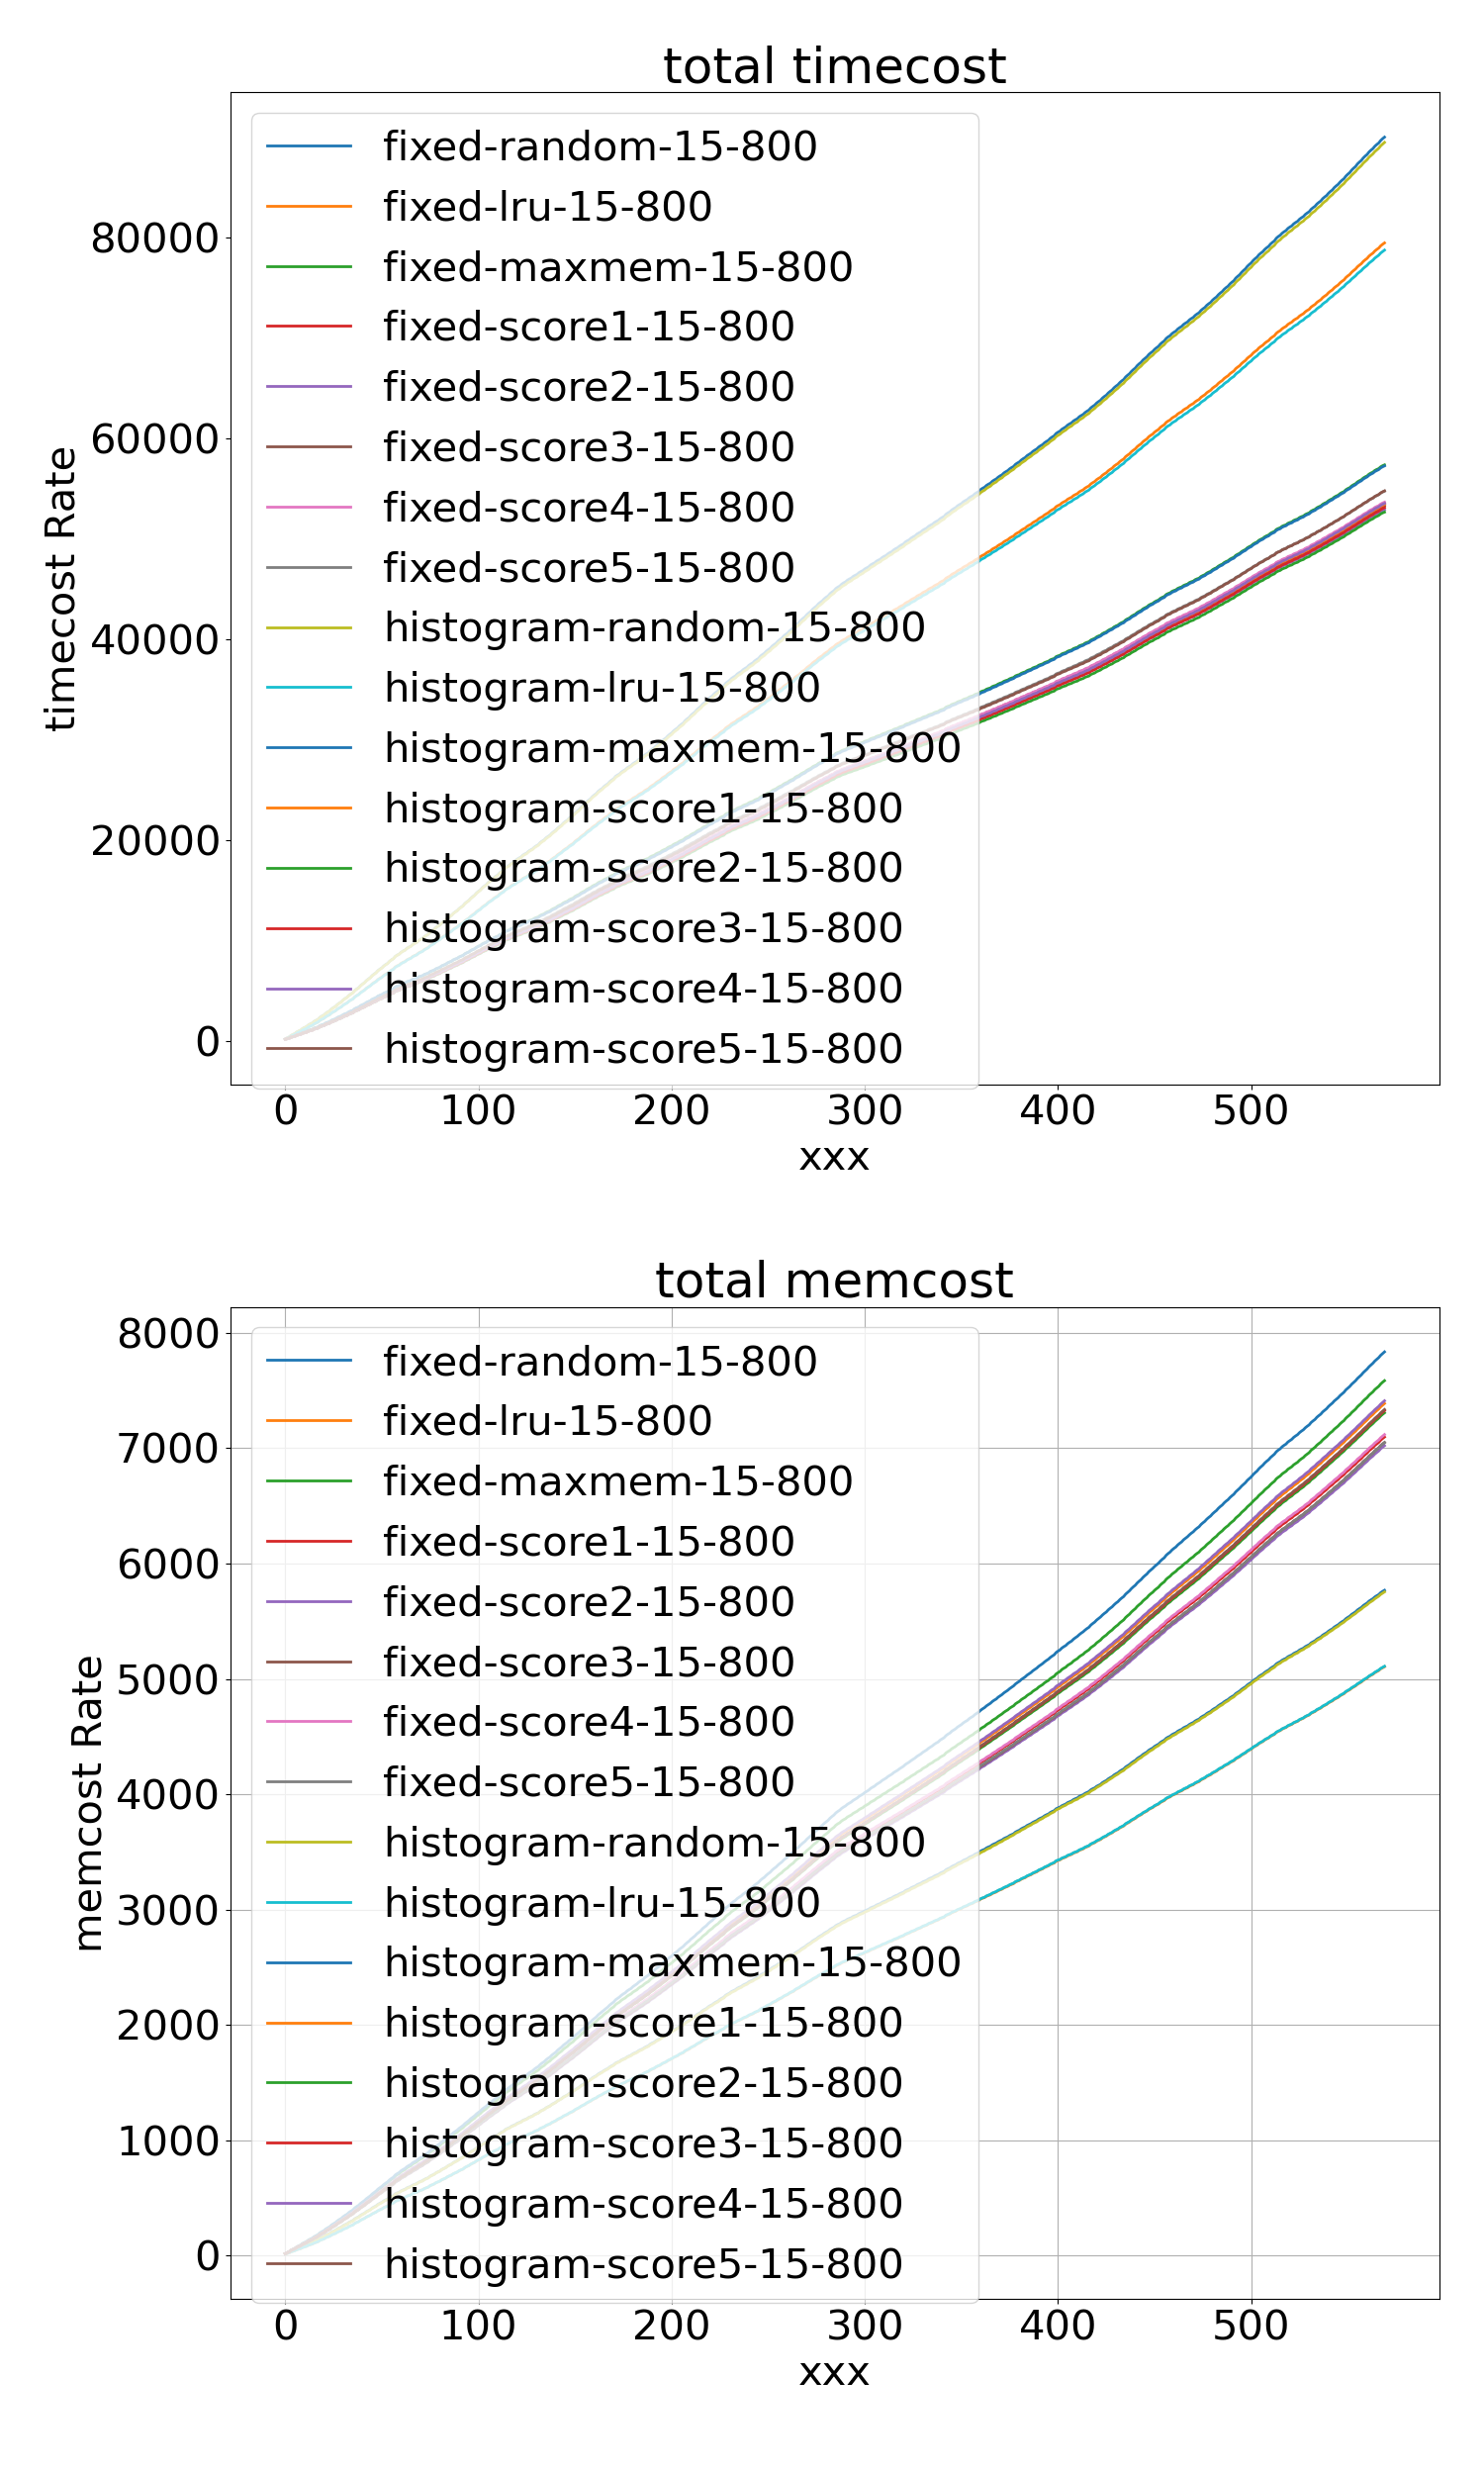 total timecost
fixed-random-15-800
fixed-lru-15-800
fixed-maxmem-15-800
fixed-score1-15-800
fixed-score2-15-800
fixed-score3-15-800
fixed-score4-15-800
fixed-score5-15-800
histogram-random-15-800
histogram-lru-15-800
histogram-maxmem-15-800
histogram-score1-15-800
histogram-score2-15-800
histogram-score3-15-800
histogram-score4-15-800
histogram-score5-15-800
timecost Rate
80000
60000
40000
20000
0
0 100 200 300 400 500
xxx
total memcost
fixed-random-15-800
fixed-lru-15-800
fixed-maxmem-15-800
fixed-score1-15-800
fixed-score2-15-800
fixed-score3-15-800
fixed-score4-15-800
fixed-score5-15-800
histogram-random-15-800
histogram-lru-15-800
histogram-maxmem-15-800
histogram-score1-15-800
histogram-score2-15-800
histogram-score3-15-800
histogram-score4-15-800
histogram-score5-15-800
memcost Rate
8000
7000
6000
5000
4000
3000
2000
1000
0
0 100 200 300 400 500
xxx